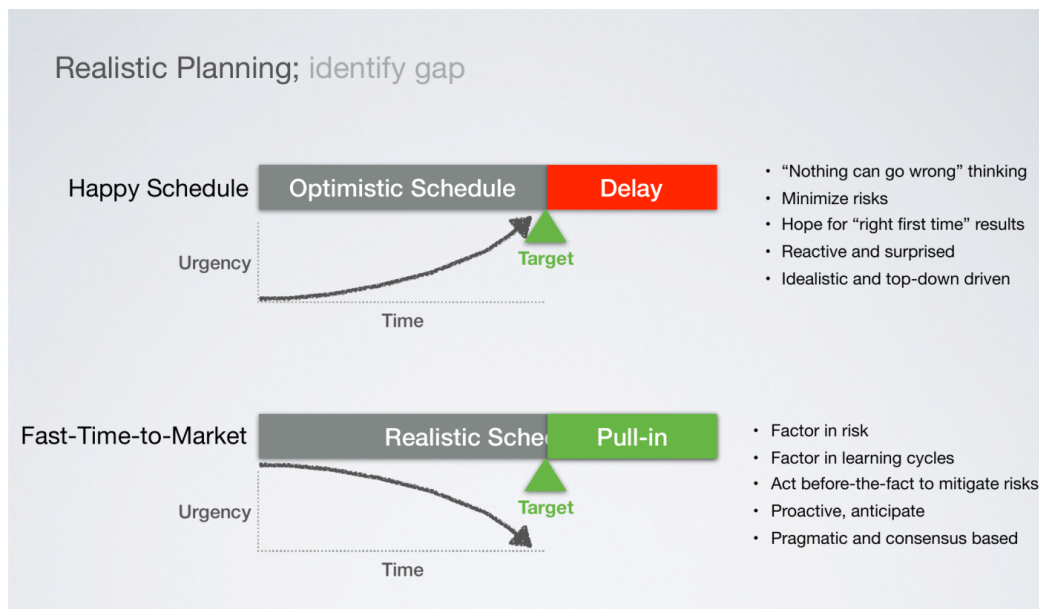 Realistic Planning; identify gap
Happy Schedule
Optimistic Schedule
Delay
Urgency
Target
Time
• “Nothing can go wrong” thinking
• Minimize risks
• Hope for “right first time” results
• Reactive and surprised
• Idealistic and top-down driven
Fast-Time-to-Market
Realistic Sche
Pull-in
Urgency
Target
Time
• Factor in risk
• Factor in learning cycles
• Act before-the-fact to mitigate risks
• Proactive, anticipate
• Pragmatic and consensus based